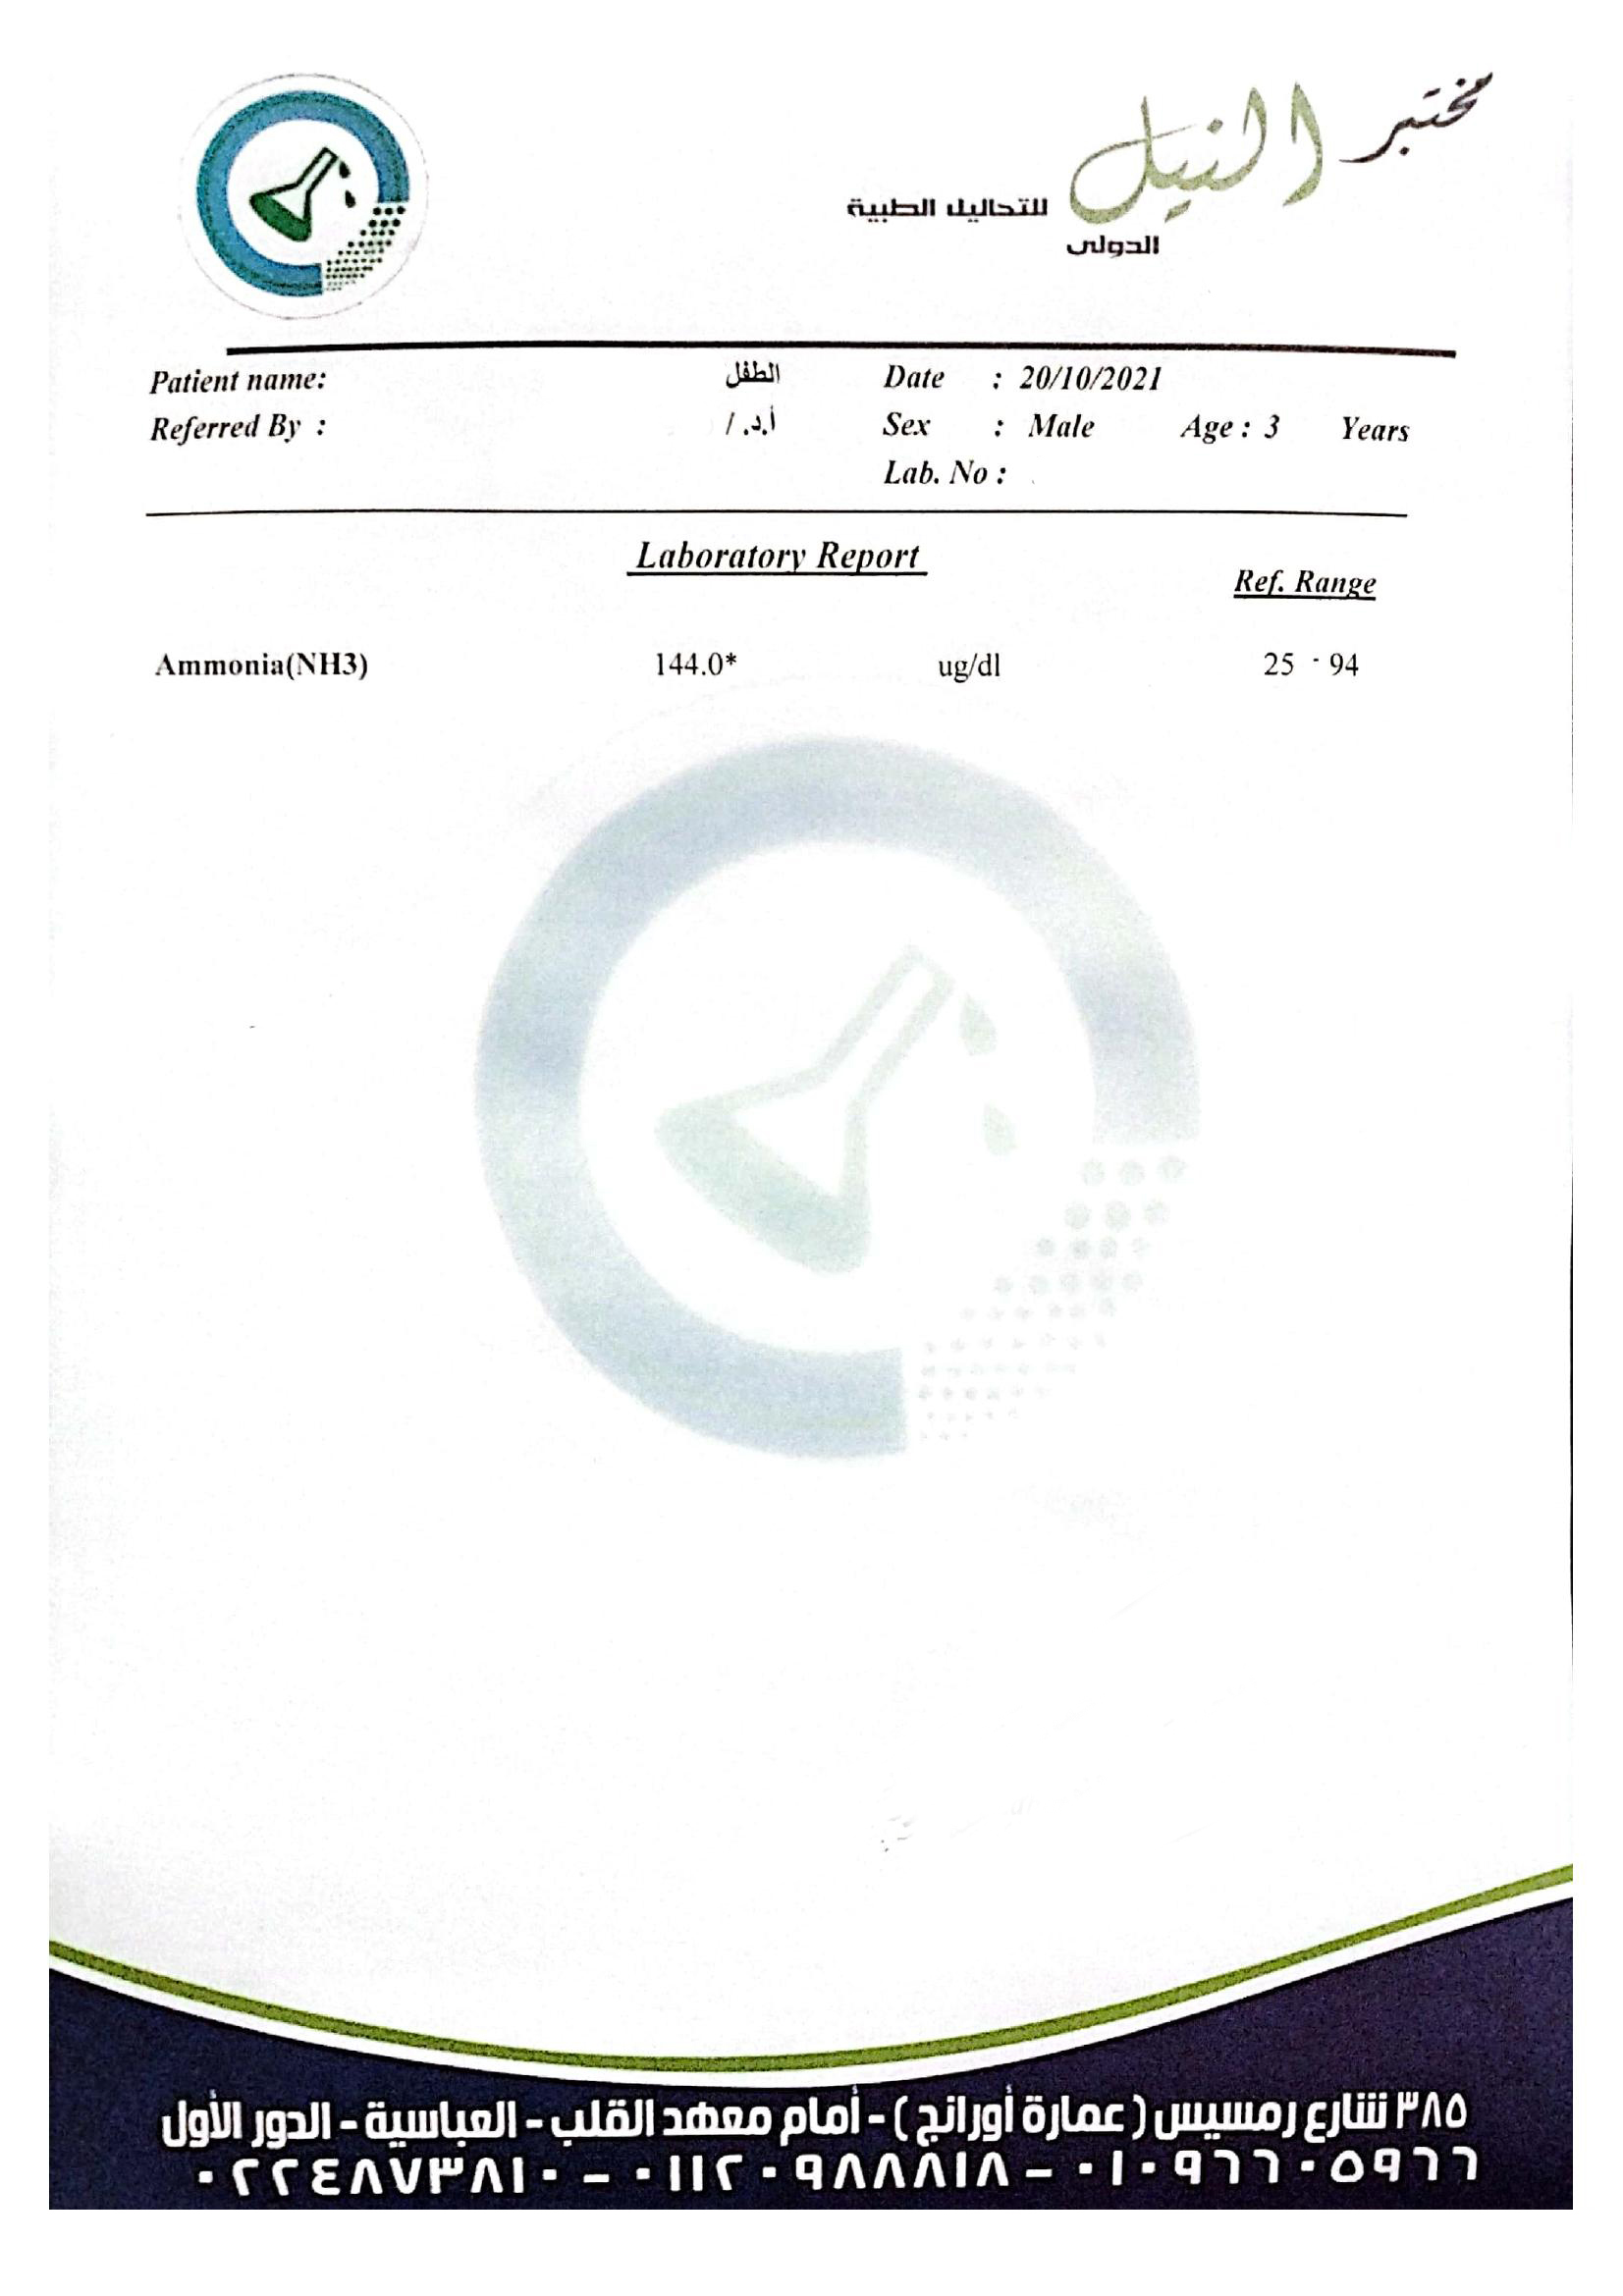 مختبر النيل
للتحاليل الطبية
الدولى
Patient name: الطفل Date : 20/10/2021
Referred By : أ.د. / Sex : Male Age : 3 Years
Lab. No :
Laboratory Report
Ref. Range
Ammonia(NH3) 144.0* ug/dl 25 - 94
٣٨٥ شارع رمسيس ( عمارة أورانج ) - أمام معهد القلب - العباسية - الدور الأول
٠١٠٩٦٦٠٥٩٦٦ – ٠١١٢٠٩٨٨٨١٨ – ٠٢٢٤٨٧٣٨١٠